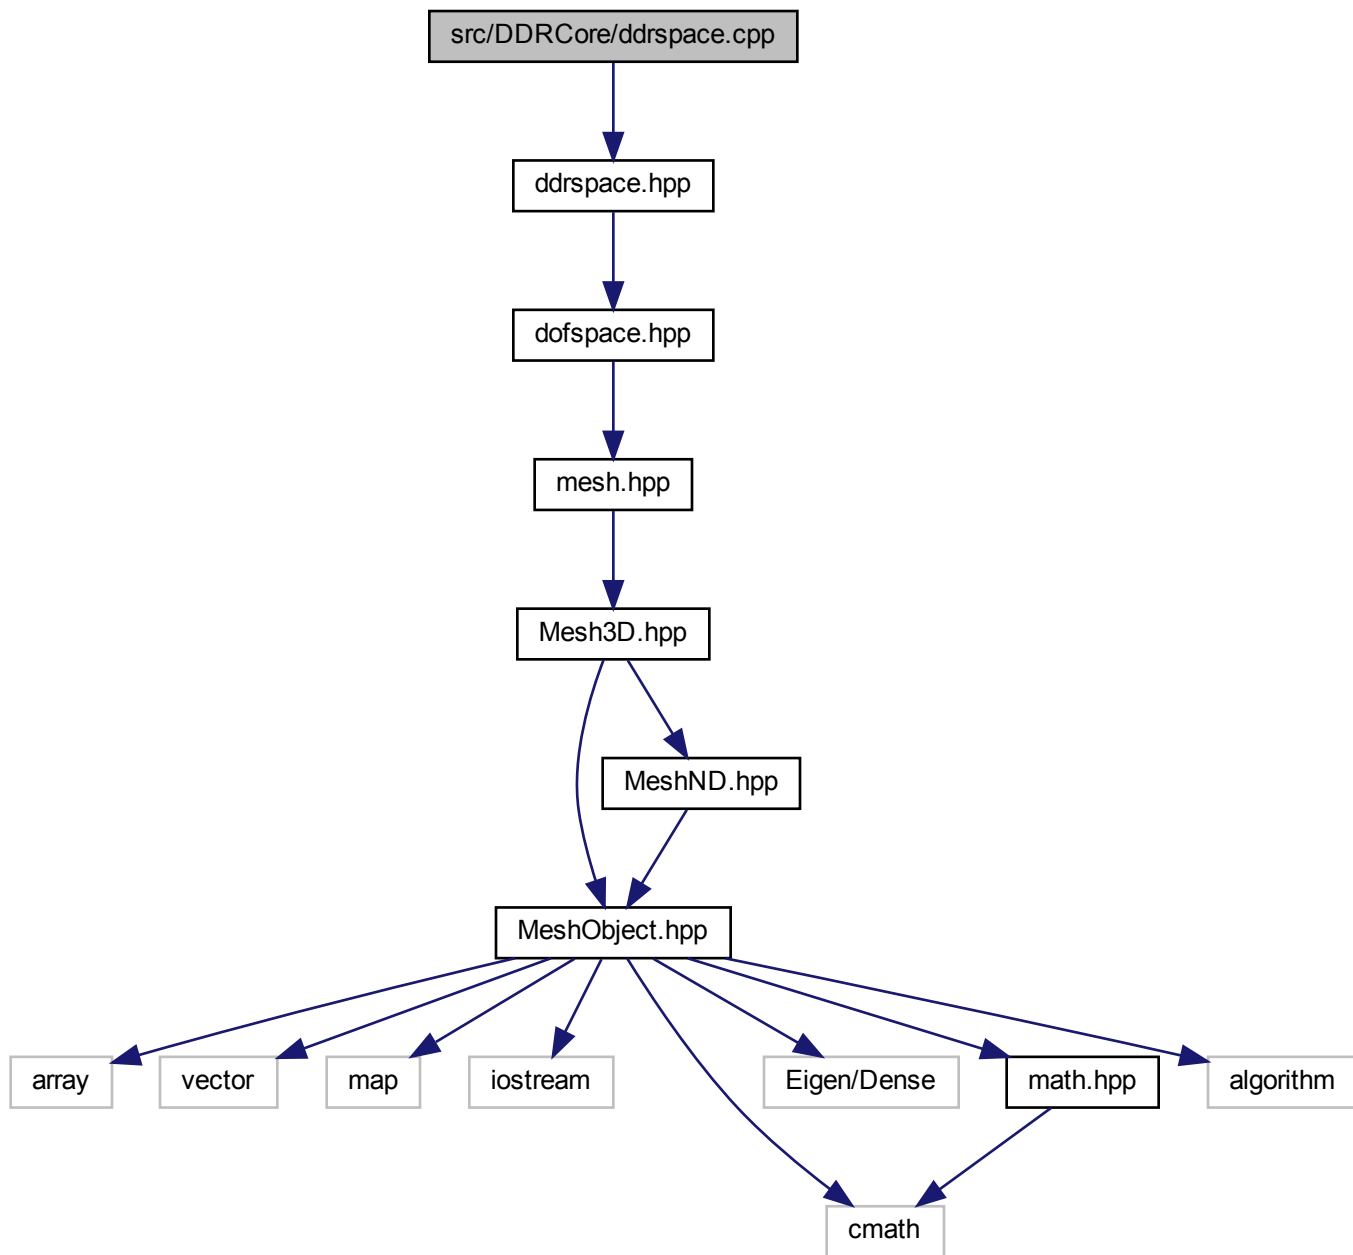 src/DDRCore/ddrspace.cpp
ddrspace.hpp
dofspace.hpp
mesh.hpp
Mesh3D.hpp
MeshND.hpp
MeshObject.hpp
array
vector
map
iostream
Eigen/Dense
math.hpp
algorithm
cmath